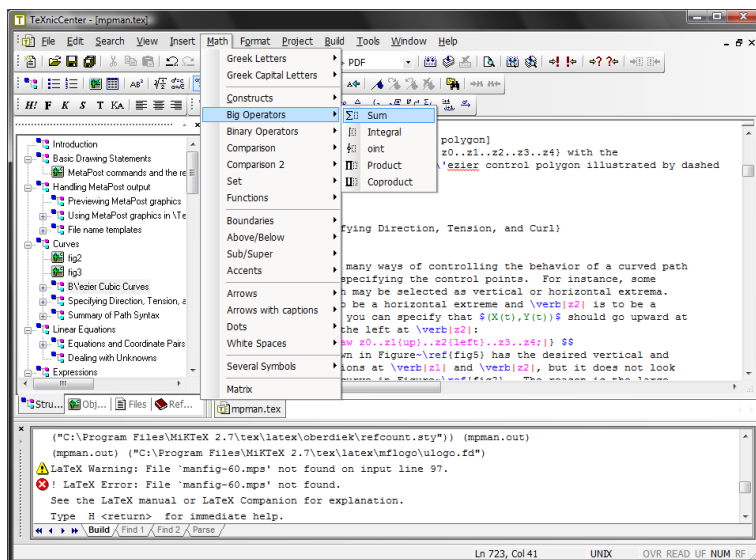 TeXnicCenter - [mpman.tex]
File Edit Search View Insert Math Format Project Build Tools Window Help
PDF
H! F K S T KA
Greek Letters
Greek Capital Letters
Constructs
Big Operators
Binary Operators
Comparison
Comparison 2
Set
Functions
Boundaries
Above/Below
Sub/Super
Accents
Arrows
Arrows with captions
Dots
White Spaces
Several Symbols
Matrix
Sum
Integral
oint
Product
Coproduct
Introduction
Basic Drawing Statements
MetaPost commands and the re
Handling MetaPost output
Previewing MetaPost graphics
Using MetaPost graphics in \Te
File name templates
Curves
fig2
fig3
B\'ezier Cubic Curves
Specifying Direction, Tension, a
Summary of Path Syntax
Linear Equations
Equations and Coordinate Pairs
Dealing with Unknowns
Expressions
Stru... Obj... Files Ref...
polygon]
z0..z1..z2..z3..z4} with the
\'ezier control polygon illustrated by dashed
fying Direction, Tension, and Curl}
many ways of controlling the behavior of a curved path
specifying the control points. For instance, some
h may be selected as vertical or horizontal extrema.
o be a horizontal extreme and \verb|z2| is to be a
you can specify that $(X(t),Y(t))$ should go upward at
the left at \verb|z2|:
aw z0..z1{up}..z2{left}..z3..z4;|} $$
wn in Figure~\ref{fig5} has the desired vertical and
ions at \verb|z1| and \verb|z2|, but it does not look
curve in Figure~\ref{fig2}. The reason is the large
mpman.tex
("C:\Program Files\MiKTeX 2.7\tex\latex\oberdiek\refcount.sty")) (mpman.out)
(mpman.out) ("C:\Program Files\MiKTeX 2.7\tex\latex\mflogo\ulogo.fd")
LaTeX Warning: File `manfig-60.mps' not found on input line 97.
! LaTeX Error: File `manfig-60.mps' not found.
See the LaTeX manual or LaTeX Companion for explanation.
Type H <return> for immediate help.
Build Find 1 Find 2 Parse
Ln 723, Col 41 UNIX OVR READ UF NUM RF